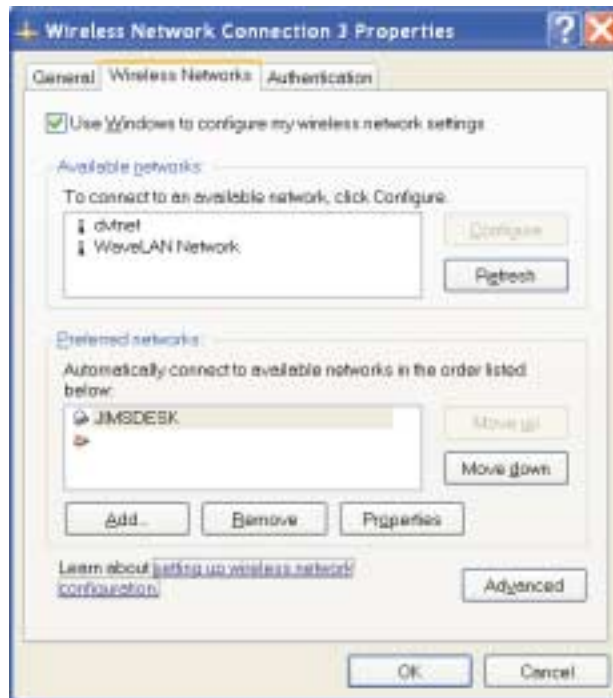 Wireless Network Connection 3 Properties
General
Wireless Networks
Authentication
Use Windows to configure my wireless network settings
Available networks:
To connect to an available network, click Configure.
dvtnet
WaveLAN Network
Configure
Refresh
Preferred networks:
Automatically connect to available networks in the order listed
below:
JIMSDESK
Move up
Move down
Add...
Remove
Properties
Learn about setting up wireless network
configuration.
Advanced
OK
Cancel